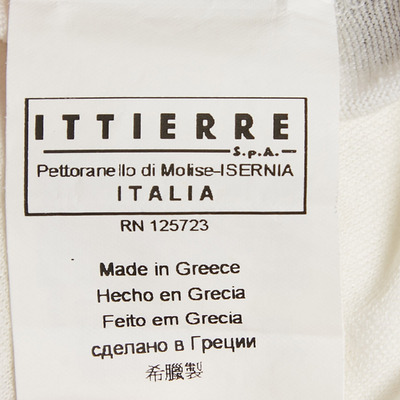 ITTIERRE
S.p.A.
Pettoranello di Molise-ISERNIA
ITALIA
RN 125723
Made in Greece
Hecho en Grecia
Feito em Grecia
сделано в Греции
希臘製